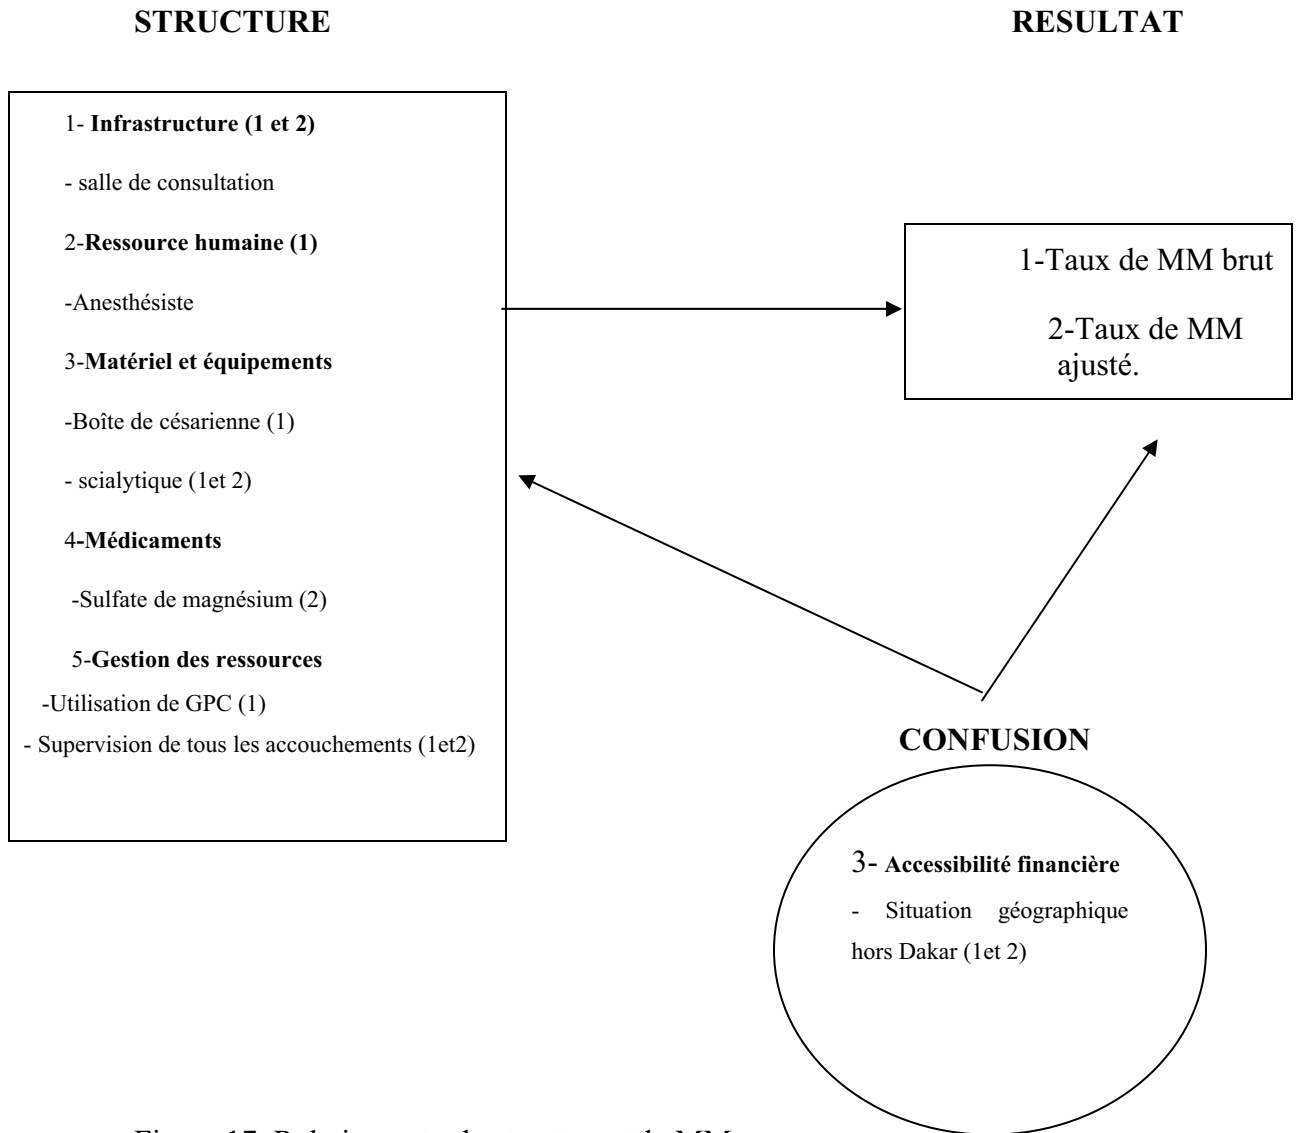 STRUCTURE
RESULTAT
1- Infrastructure (1 et 2)
- salle de consultation
2-Ressource humaine (1)
-Anesthésiste
3-Matériel et équipements
-Boîte de césarienne (1)
- scialytique (1et 2)
4-Médicaments
-Sulfate de magnésium (2)
5-Gestion des ressources
-Utilisation de GPC (1)
- Supervision de tous les accouchements (1et2)
1-Taux de MM brut
2-Taux de MM
ajusté.
CONFUSION
3- Accessibilité financière
- Situation géographique
hors Dakar (1et 2)